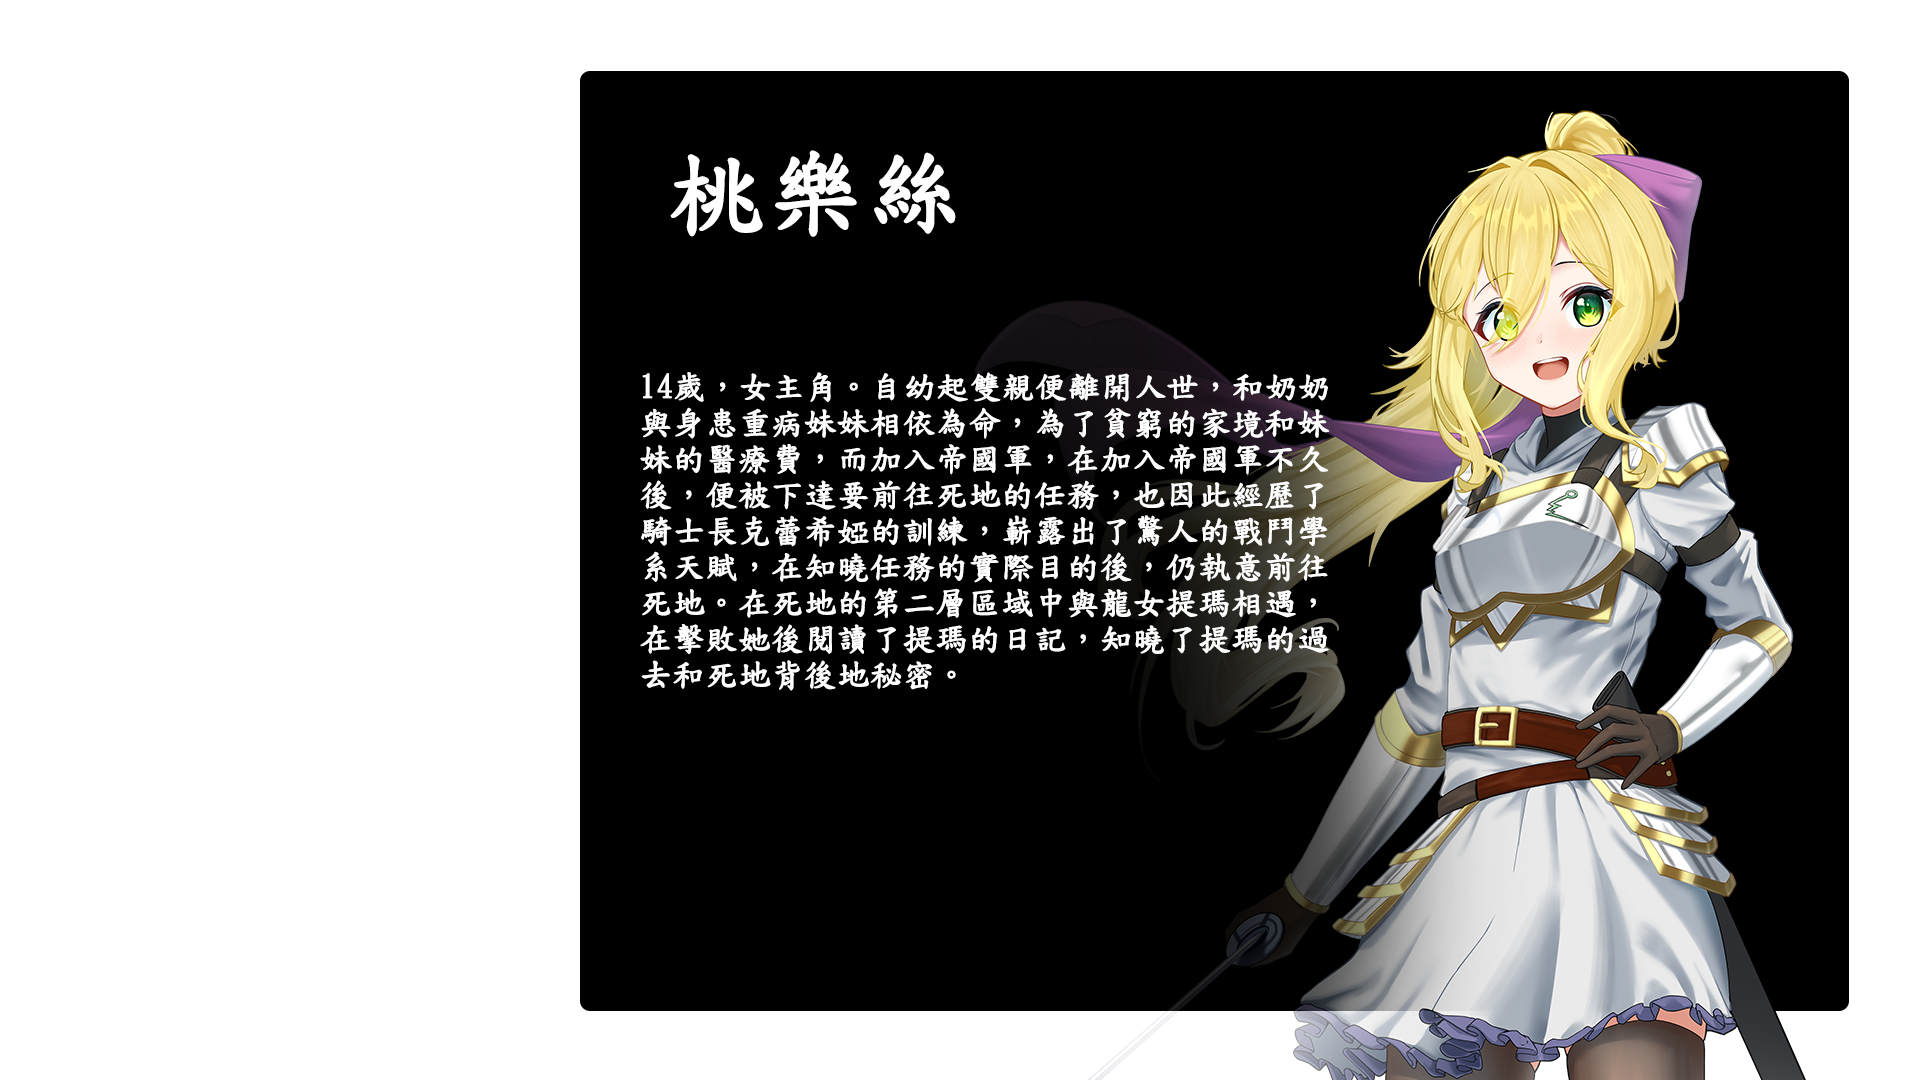 桃樂絲
14歲，女主角。自幼起雙親便離開人世，和奶奶
與身患重病妹妹相依為命，為了貧窮的家境和妹
妹的醫療費，而加入帝國軍，在加入帝國軍不久
後，便被下達要前往死地的任務，也因此經歷了
騎士長克蕾希婭的訓練，嶄露出了驚人的戰鬥學
系天賦，在知曉任務的實際目的後，仍執意前往
死地。在死地的第二層區域中與龍女提瑪相遇，
在擊敗她後閱讀了提瑪的日記，知曉了提瑪的過
去和死地背後地秘密。